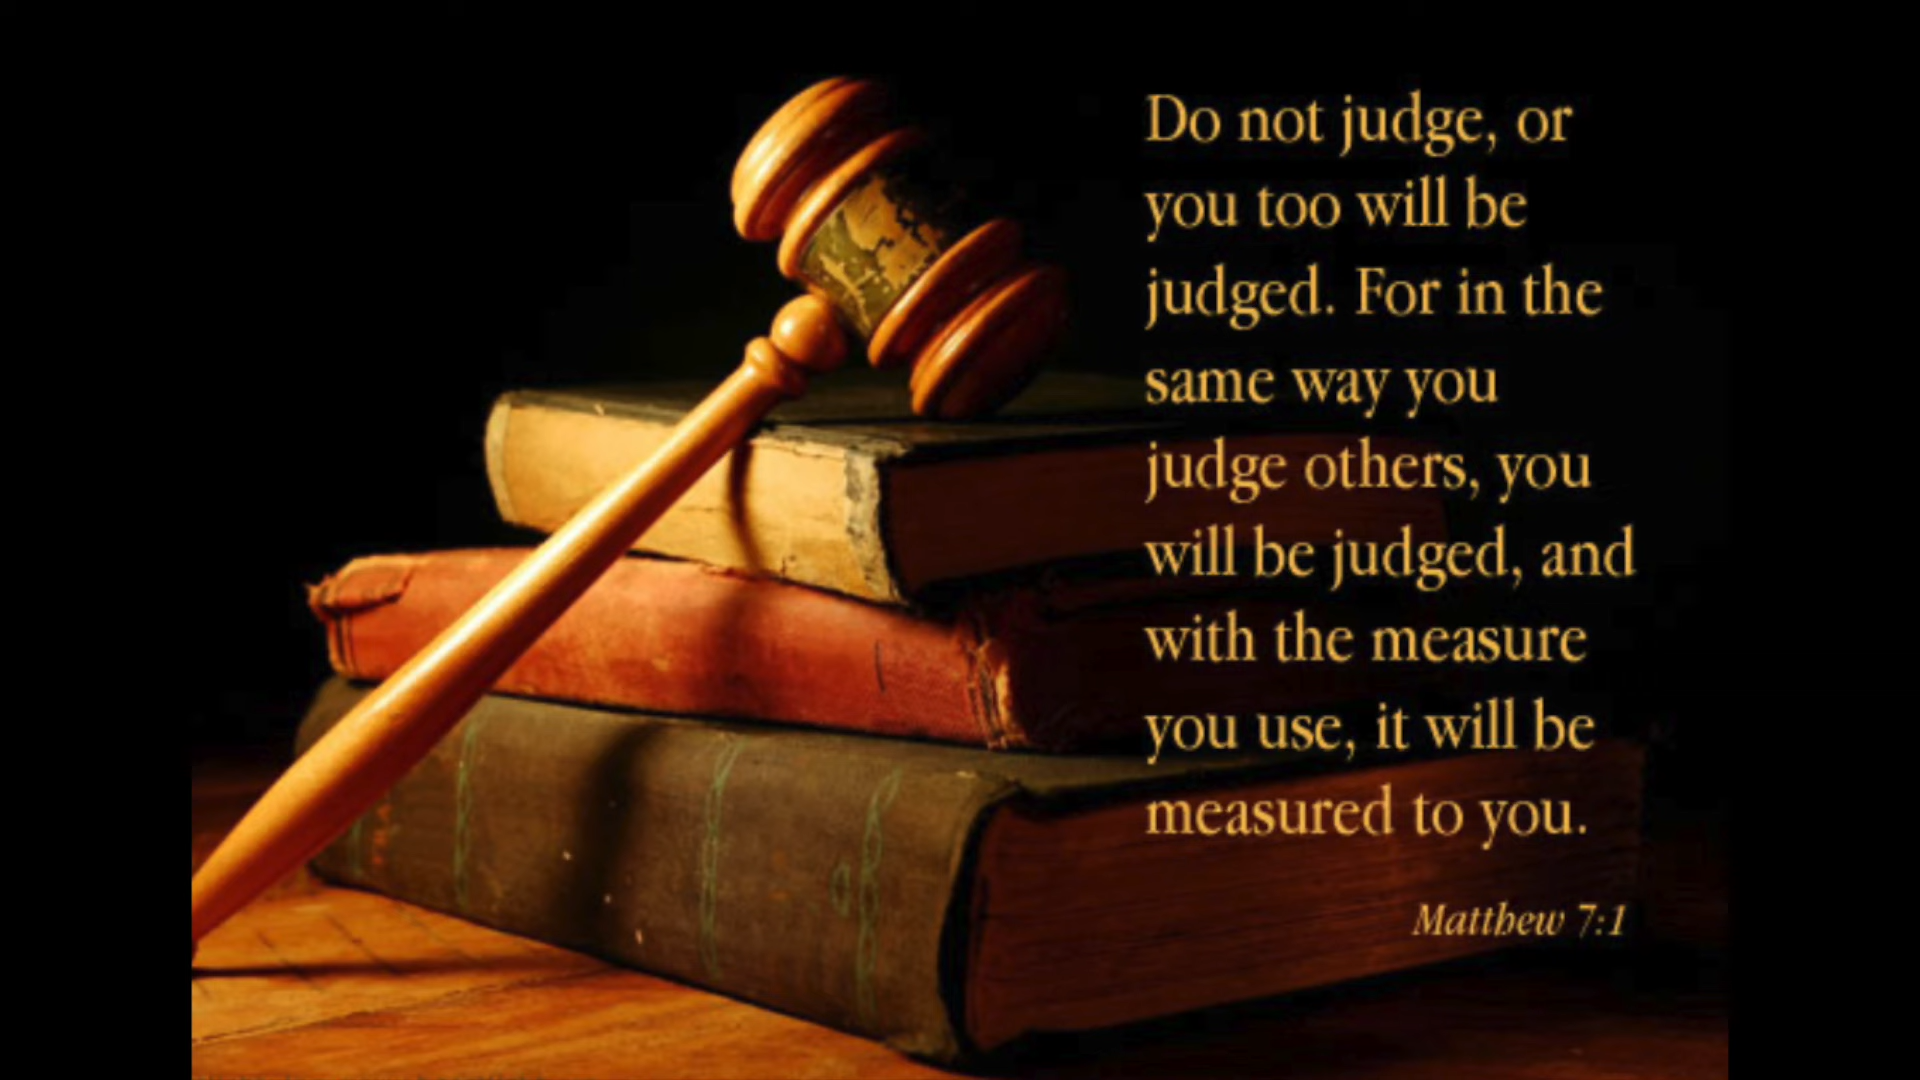 Do not judge, or
you too will be
judged. For in the
same way you
judge others, you
will be judged, and
with the measure
you use, it will be
measured to you.
Matthew 7:1